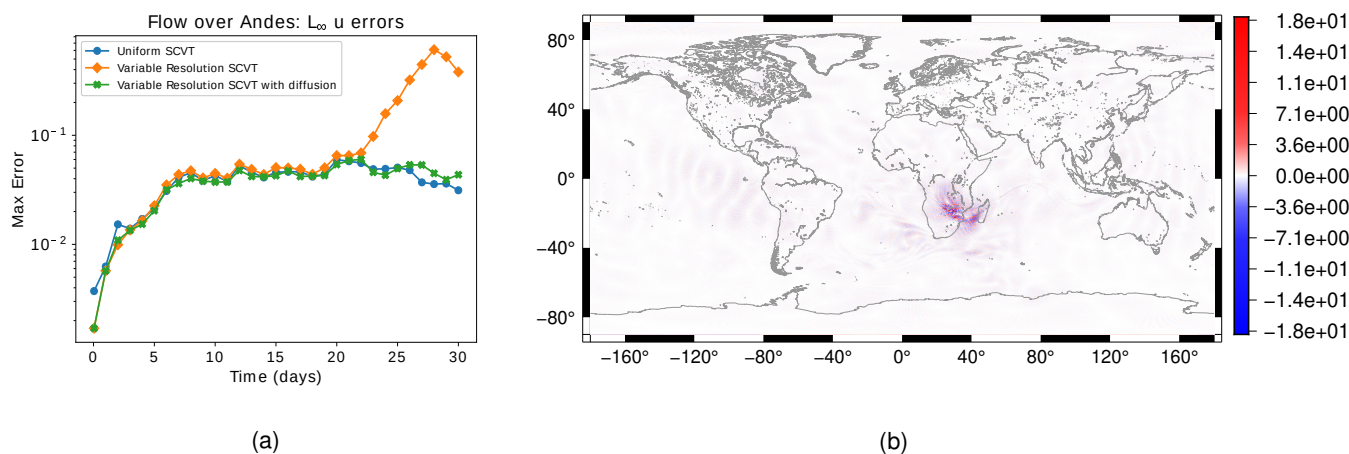 Flow over Andes: L∞ u errors
Uniform SCVT
Variable Resolution SCVT
Variable Resolution SCVT with diffusion
Max Error
10⁻¹
10⁻²
0 5 10 15 20 25 30
Time (days)
(a)
80°
40°
0°
−40°
−80°
−160° −120° −80° −40° 0° 40° 80° 120° 160°
1.8e+01
1.4e+01
1.1e+01
7.1e+00
3.6e+00
0.0e+00
−3.6e+00
−7.1e+00
−1.1e+01
−1.4e+01
−1.8e+01
(b)